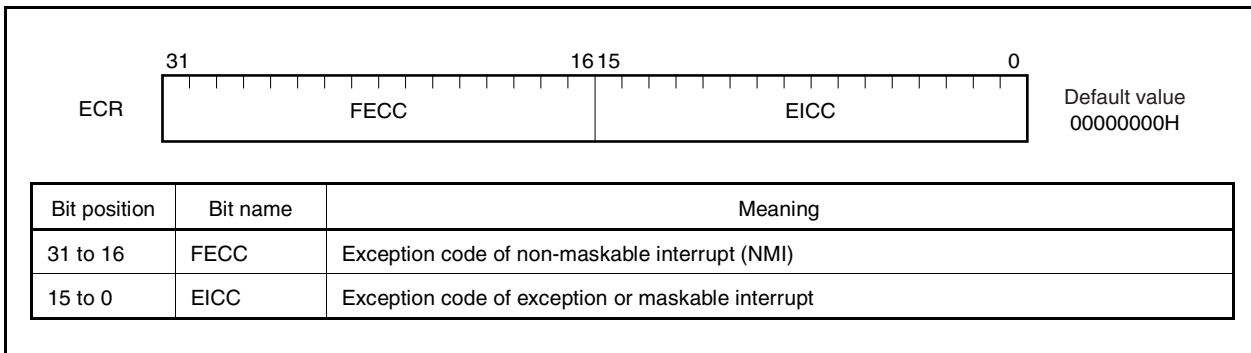 31 16 15 0
ECR FECC EICC Default value
00000000H
Bit position Bit name Meaning
31 to 16 FECC Exception code of non-maskable interrupt (NMI)
15 to 0 EICC Exception code of exception or maskable interrupt